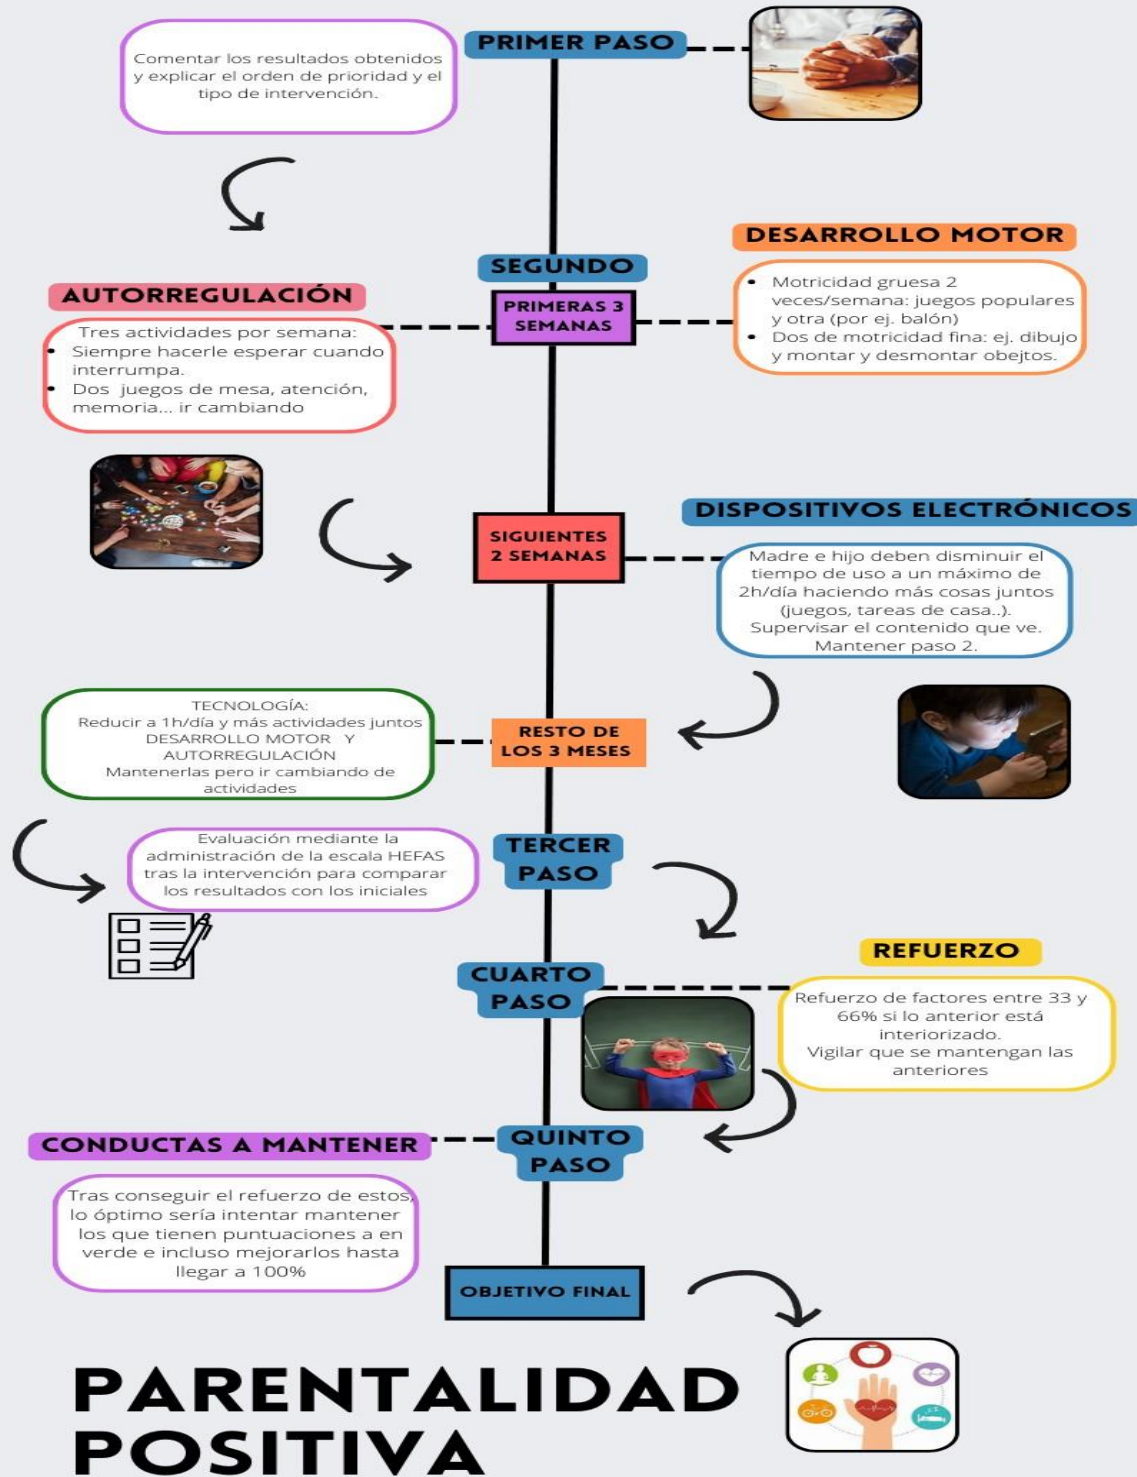 PRIMER PASO
Comentar los resultados obtenidos
y explicar el orden de prioridad y el
tipo de intervención.
SEGUNDO
PRIMERAS 3
SEMANAS
AUTORREGULACIÓN
Tres actividades por semana:
• Siempre hacerle esperar cuando
interrumpa.
• Dos juegos de mesa, atención,
memoria... ir cambiando
DESARROLLO MOTOR
• Motricidad gruesa 2
veces/semana: juegos populares
y otra (por ej. balón)
• Dos de motricidad fina: ej. dibujo
y montar y desmontar obejtos.
SIGUIENTES
2 SEMANAS
DISPOSITIVOS ELECTRÓNICOS
Madre e hijo deben disminuir el
tiempo de uso a un máximo de
2h/día haciendo más cosas juntos
(juegos, tareas de casa..).
Supervisar el contenido que ve.
Mantener paso 2.
RESTO DE
LOS 3 MESES
TECNOLOGÍA:
Reducir a 1h/día y más actividades juntos
DESARROLLO MOTOR Y
AUTORREGULACIÓN
Mantenerlas pero ir cambiando de
actividades
TERCER
PASO
Evaluación mediante la
administración de la escala HEFAS
tras la intervención para comparar
los resultados con los iniciales
CUARTO
PASO
REFUERZO
Refuerzo de factores entre 33 y
66% si lo anterior está
interiorizado.
Vigilar que se mantengan las
anteriores
QUINTO
PASO
CONDUCTAS A MANTENER
Tras conseguir el refuerzo de estos,
lo óptimo sería intentar mantener
los que tienen puntuaciones a en
verde e incluso mejorarlos hasta
llegar a 100%
OBJETIVO FINAL
PARENTALIDAD
POSITIVA